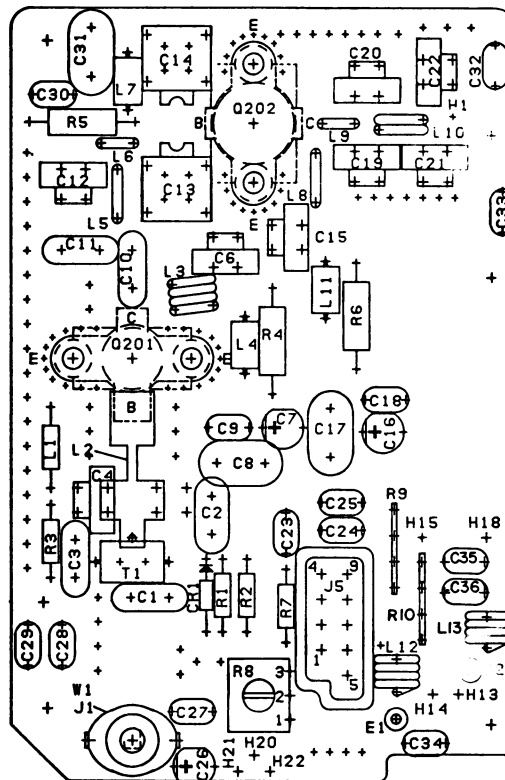 E
C31
C14
C20
C22
C32
L7
C30
H1
R5
B
Q202
C
L9
L10
L6
C12
C13
L8
C19
C21
L5
C33
E
C11
C10
C6
C15
L3
L11
C
R4
R6
Q201
L4
E
E
B
C18
C9
C7
C17
C16
L1
L2
C8
C4
C25
R9
C2
C23
C24
H15
H18
R3
C3
C35
T1
4
9
J5
C36
C1
CR1
R1
R2
R7
R10
L13
C29
C28
1
L12
R8
3
5
2
2
W1
J1
H13
C27
1
H14
E1
H20
C34
C26
H21
H22